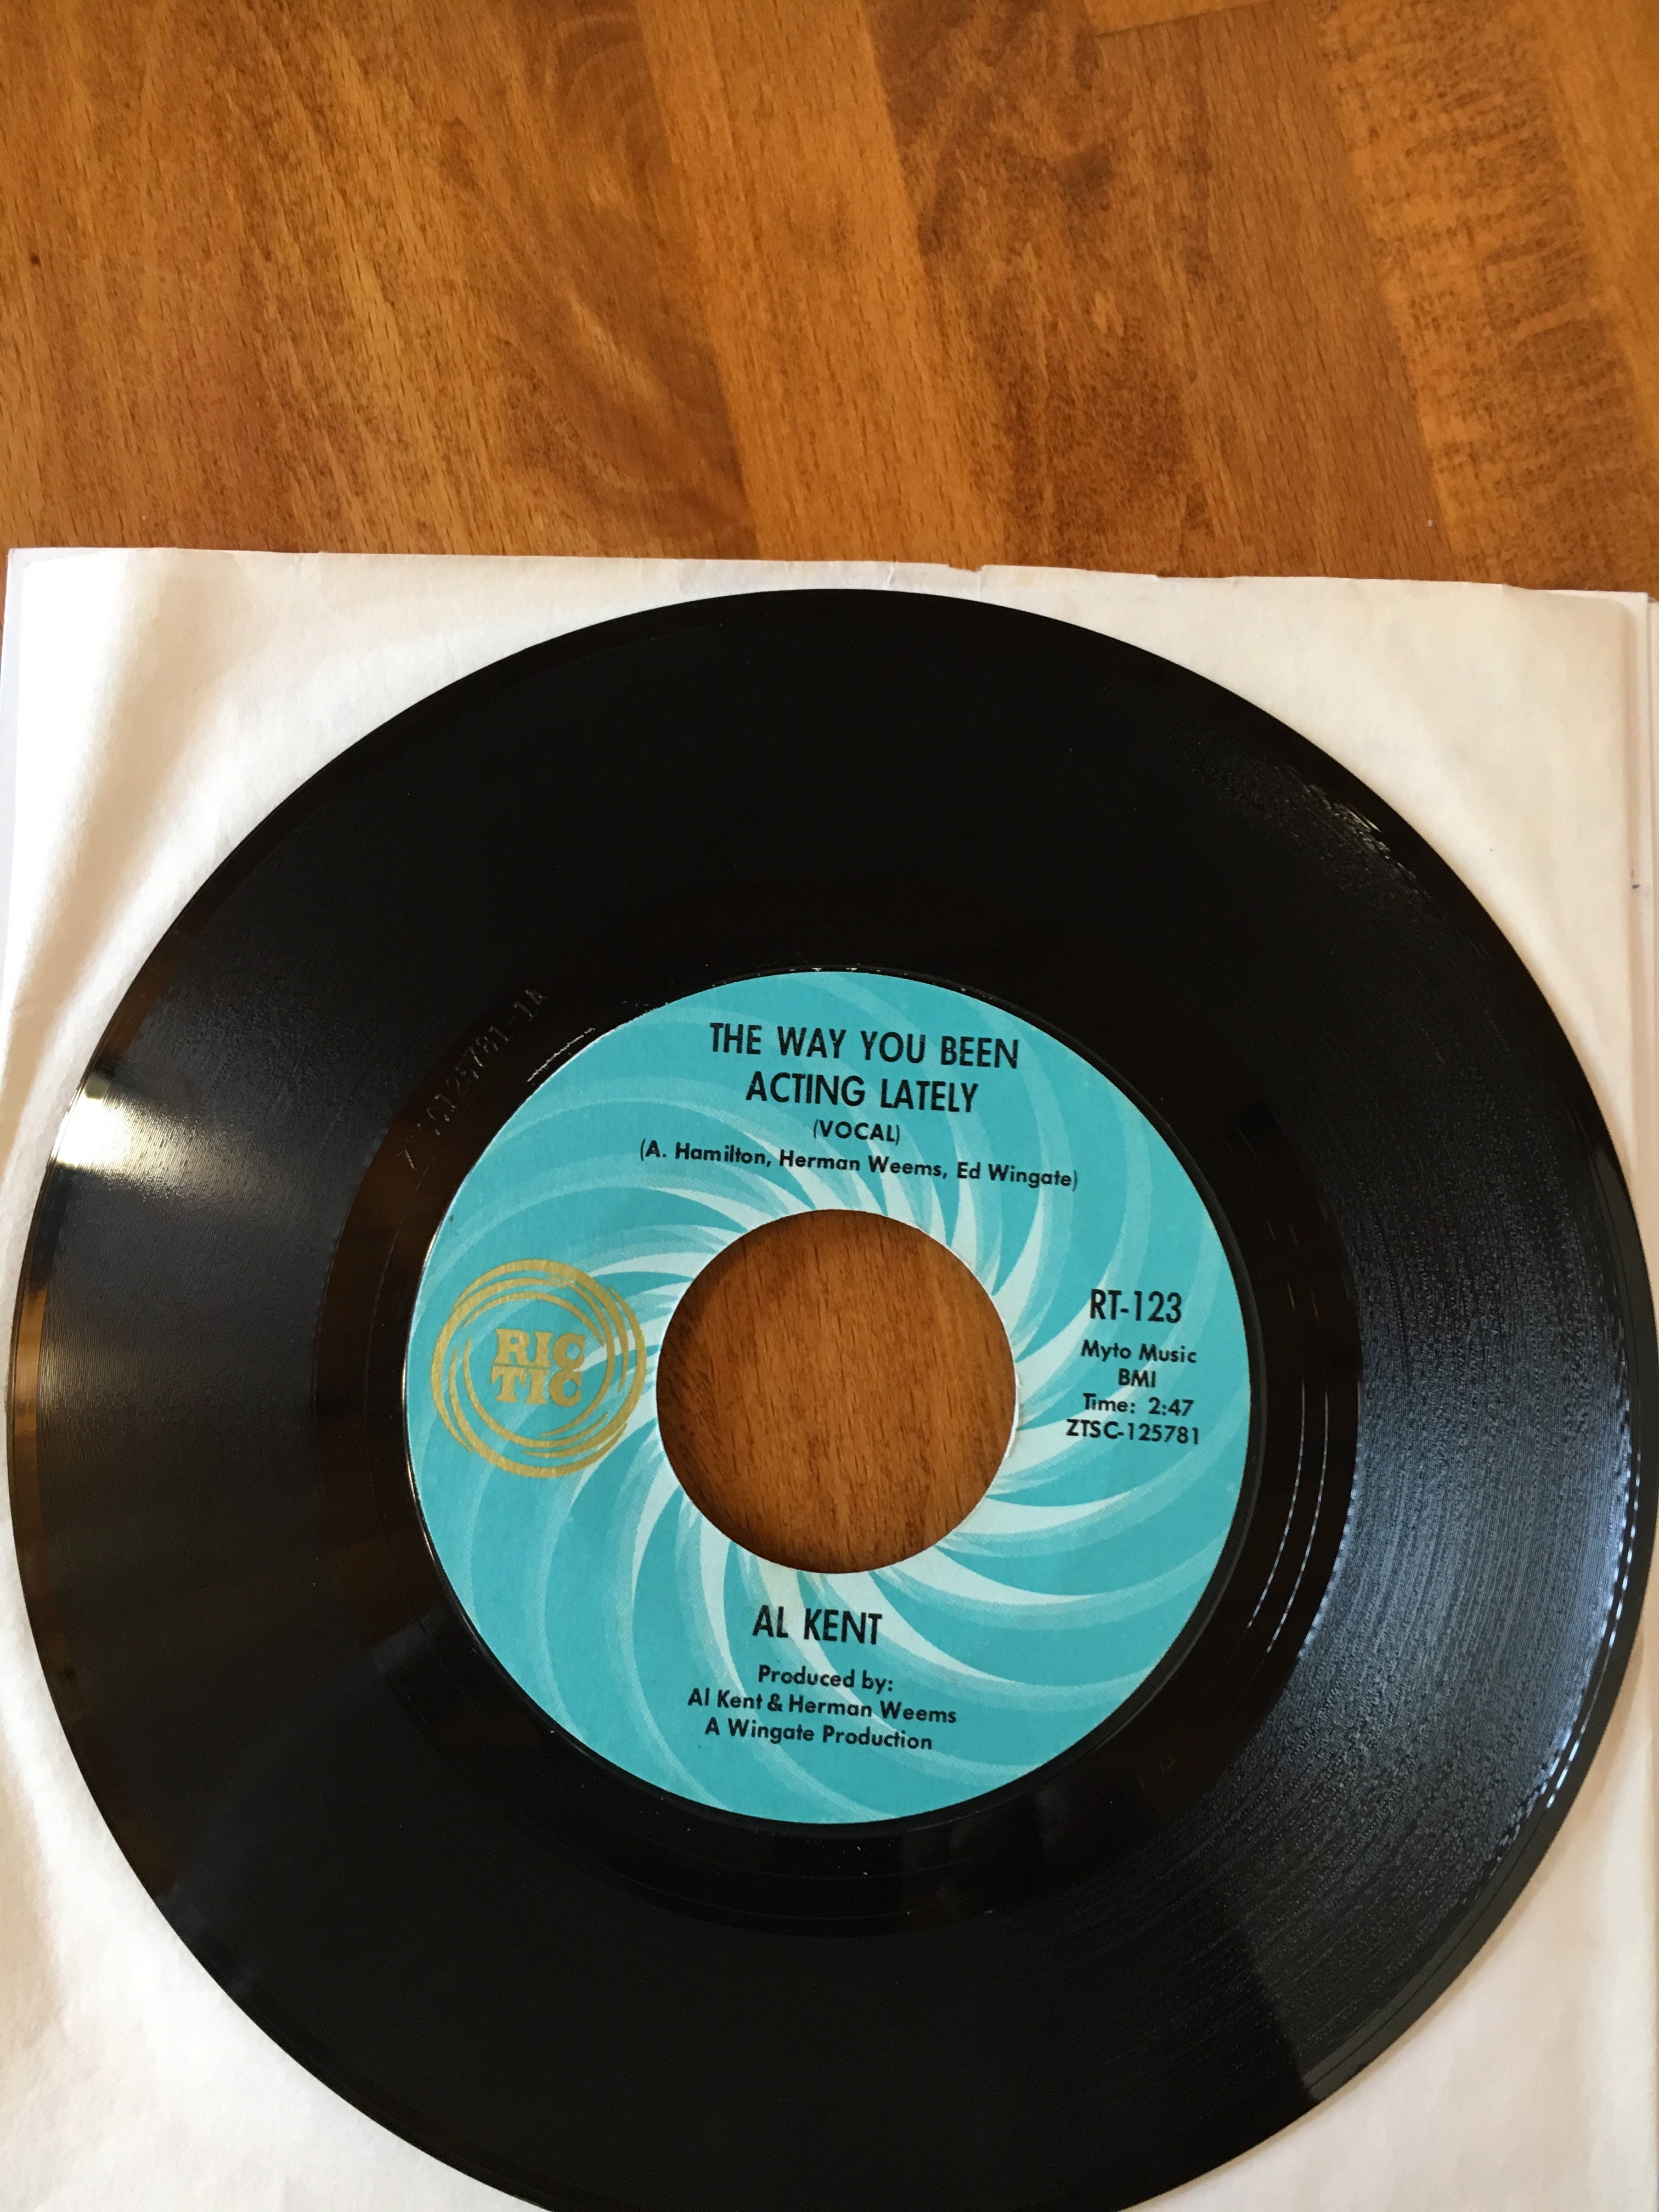 THE WAY YOU BEEN
ACTING LATELY
(VOCAL)
(A. Hamilton, Herman Weems, Ed Wingate)
RIC
TIC
RT-123
Myto Music
BMI
Time: 2:47
ZTSC-125781
AL KENT
Produced by:
Al Kent & Herman Weems
A Wingate Production